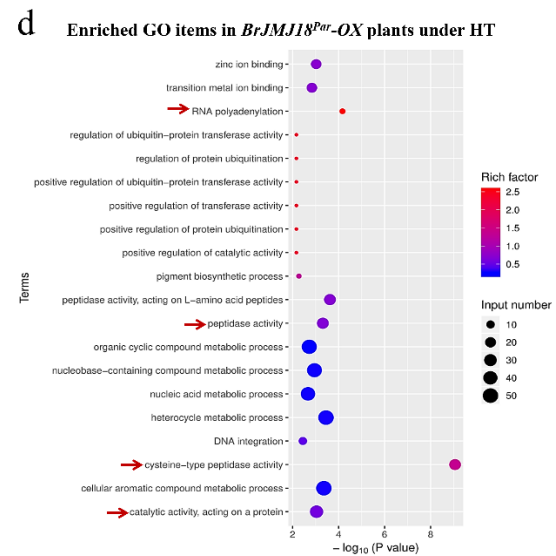 d
Enriched GO items in BrJMJ18Par-OX plants under HT
zinc ion binding
transition metal ion binding
RNA polyadenylation
regulation of ubiquitin−protein transferase activity
regulation of protein ubiquitination
positive regulation of ubiquitin−protein transferase activity
positive regulation of transferase activity
positive regulation of protein ubiquitination
positive regulation of catalytic activity
pigment biosynthetic process
peptidase activity, acting on L−amino acid peptides
peptidase activity
organic cyclic compound metabolic process
nucleobase−containing compound metabolic process
nucleic acid metabolic process
heterocycle metabolic process
DNA integration
cysteine−type peptidase activity
cellular aromatic compound metabolic process
catalytic activity, acting on a protein
Terms
2 4 6 8
− log10 (P value)
Rich factor
2.5
2.0
1.5
1.0
0.5
Input number
10
20
30
40
50